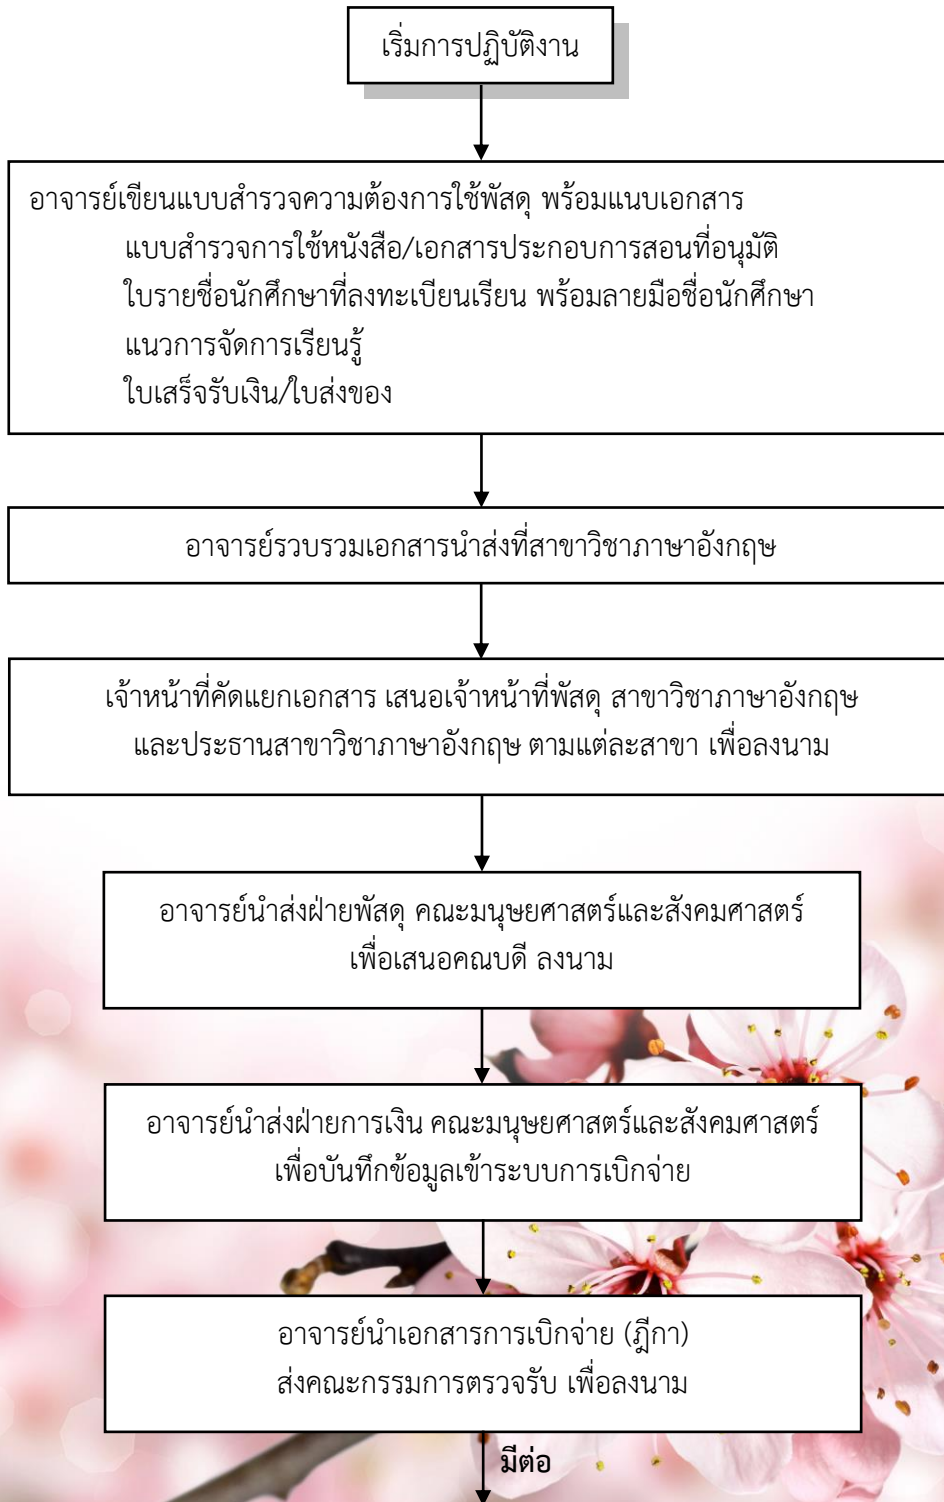 เริ่มการปฏิบัติงาน
อาจารย์เขียนแบบสำรวจความต้องการใช้พัสดุ พร้อมแนบเอกสาร
แบบสำรวจการใช้หนังสือ/เอกสารประกอบการสอนที่อนุมัติ
ใบรายชื่อนักศึกษาที่ลงทะเบียนเรียน พร้อมลายมือชื่อนักศึกษา
แนวการจัดการเรียนรู้
ใบเสร็จรับเงิน/ใบส่งของ
อาจารย์รวบรวมเอกสารนำส่งที่สาขาวิชาภาษาอังกฤษ
เจ้าหน้าที่คัดแยกเอกสาร เสนอเจ้าหน้าที่พัสดุ สาขาวิชาภาษาอังกฤษ
และประธานสาขาวิชาภาษาอังกฤษ ตามแต่ละสาขา เพื่อลงนาม
อาจารย์นำส่งฝ่ายพัสดุ คณะมนุษยศาสตร์และสังคมศาสตร์
เพื่อเสนอคณบดี ลงนาม
อาจารย์นำส่งฝ่ายการเงิน คณะมนุษยศาสตร์และสังคมศาสตร์
เพื่อบันทึกข้อมูลเข้าระบบการเบิกจ่าย
อาจารย์นำเอกสารการเบิกจ่าย (ฎีกา)
ส่งคณะกรรมการตรวจรับ เพื่อลงนาม
มีต่อ